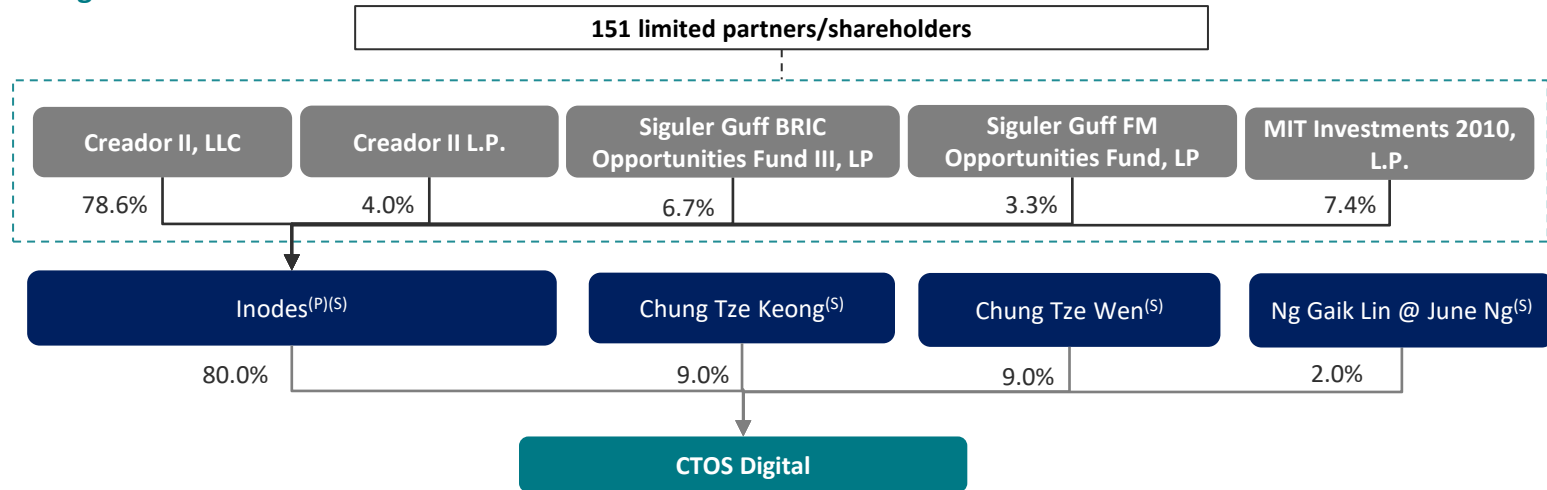 151 limited partners/shareholders
Creador II, LLC
Creador II L.P.
Siguler Guff BRIC
Opportunities Fund III, LP
Siguler Guff FM
Opportunities Fund, LP
MIT Investments 2010,
L.P.
78.6%
4.0%
6.7%
3.3%
7.4%
Inodes(P)(S)
Chung Tze Keong(S)
Chung Tze Wen(S)
Ng Gaik Lin @ June Ng(S)
80.0%
9.0%
9.0%
2.0%
CTOS Digital